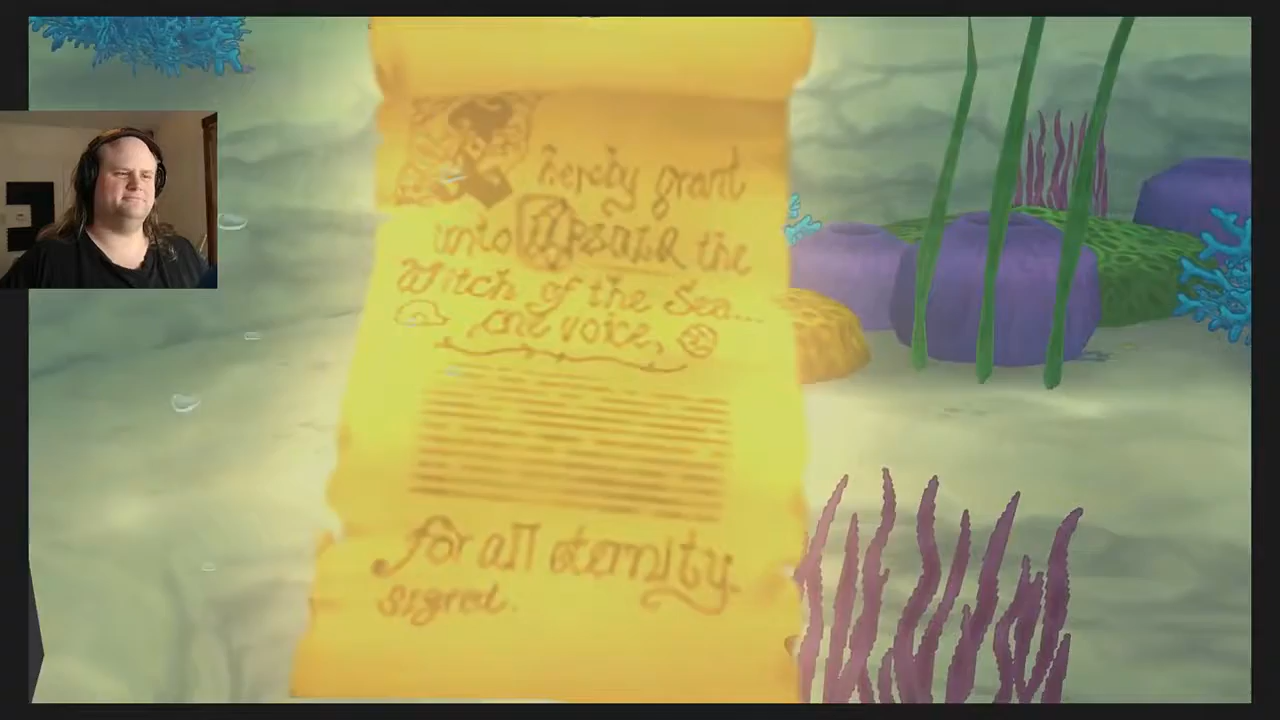 hereby grant
unto Ursula the
Witch of the Sea...
one voice,
for all eternity.
signed.